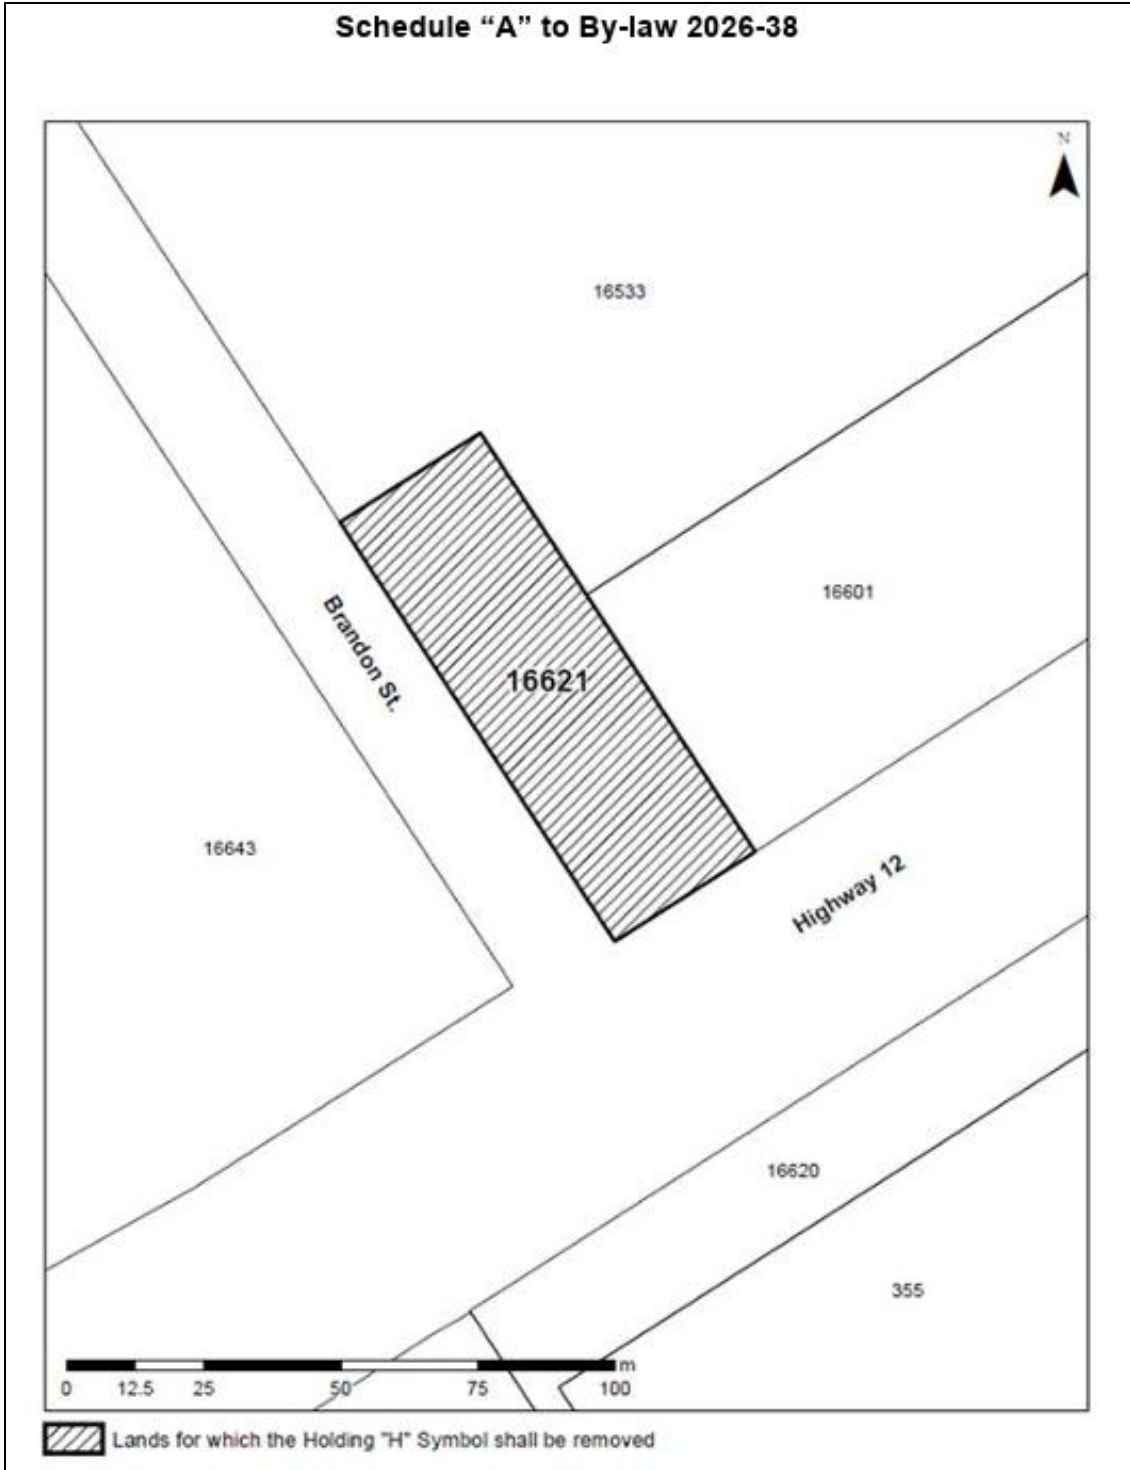 Schedule “A” to By-law 2026-38
N
16533
16601
Brandon St.
16621
16643
Highway 12
16620
355
m
0 12.5 25 50 75 100
Lands for which the Holding "H" Symbol shall be removed